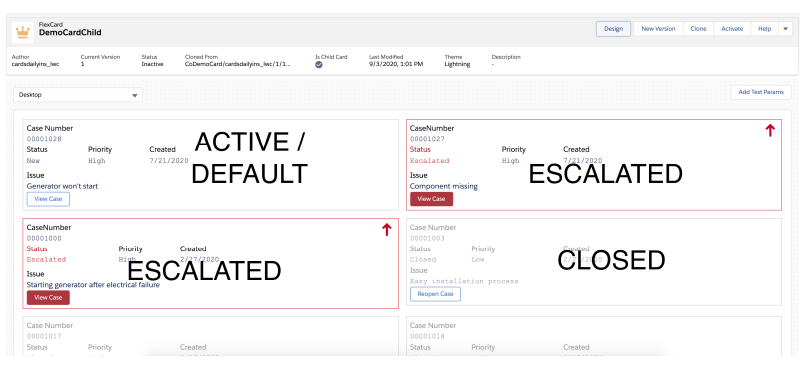 FlexCard
DemoCardChild
Design New Version Clone Activate Help
Author Current Version Status Cloned From Is Child Card Last Modified Theme Description
cardsdailyins_lwc 1 Inactive CoDemoCard/cardsdailyins_lwc/1/1... 9/3/2020, 1:01 PM Lightning -
Desktop
Add Test Params
Case Number
00001028
Status Priority Created
New High 7/21/2020
Issue
Generator won't start
View Case
ACTIVE /
DEFAULT
CaseNumber
00001027
Status Priority Created
Escalated High 7/21/2020
Issue
Component missing
View Case
ESCALATED
CaseNumber
00001000
Status Priority Created
Escalated High 2/27/2020
Issue
Starting generator after electrical failure
View Case
ESCALATED
Case Number
00001003
Status Priority Created
Closed Low
Issue
Easy installation process
Reopen Case
CLOSED
Case Number
00001017
Status Priority Created
Case Number
00001018
Status Priority Created